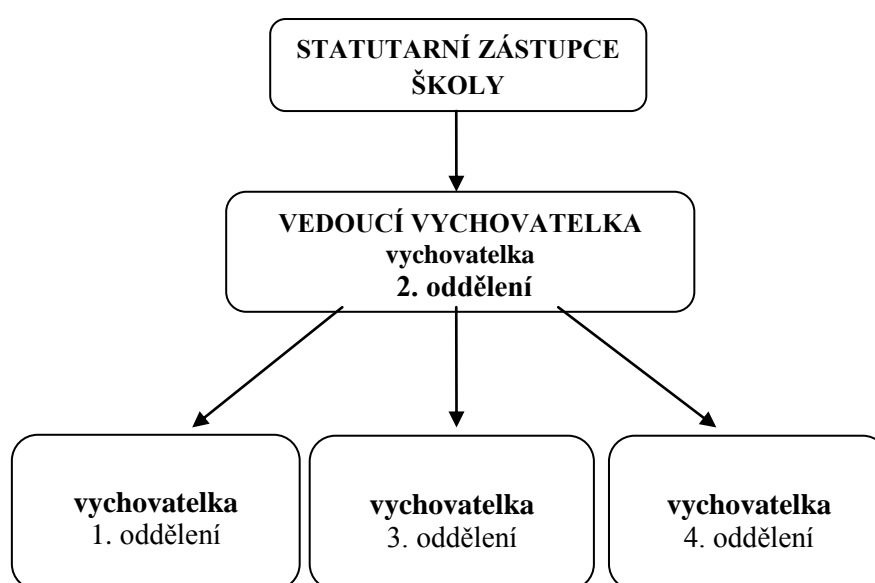 STATUTARNÍ ZÁSTUPCE
ŠKOLY
VEDOUCÍ VYCHOVATELKA
vychovatelka
2. oddělení
vychovatelka
1. oddělení
vychovatelka
3. oddělení
vychovatelka
4. oddělení